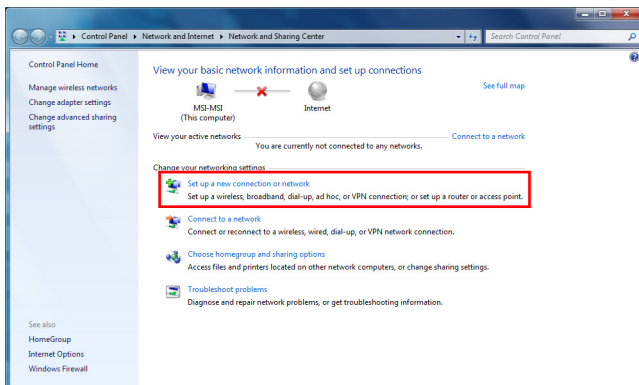 Control Panel ▸ Network and Internet ▸ Network and Sharing Center
Search Control Panel
Control Panel Home
Manage wireless networks
Change adapter settings
Change advanced sharing
settings
View your basic network information and set up connections
See full map
MSI-MSI
(This computer)
Internet
View your active networks
Connect to a network
You are currently not connected to any networks.
Change your networking settings
Set up a new connection or network
Set up a wireless, broadband, dial-up, ad hoc, or VPN connection; or set up a router or access point.
Connect to a network
Connect or reconnect to a wireless, wired, dial-up, or VPN network connection.
Choose homegroup and sharing options
Access files and printers located on other network computers, or change sharing settings.
Troubleshoot problems
Diagnose and repair network problems, or get troubleshooting information.
See also
HomeGroup
Internet Options
Windows Firewall